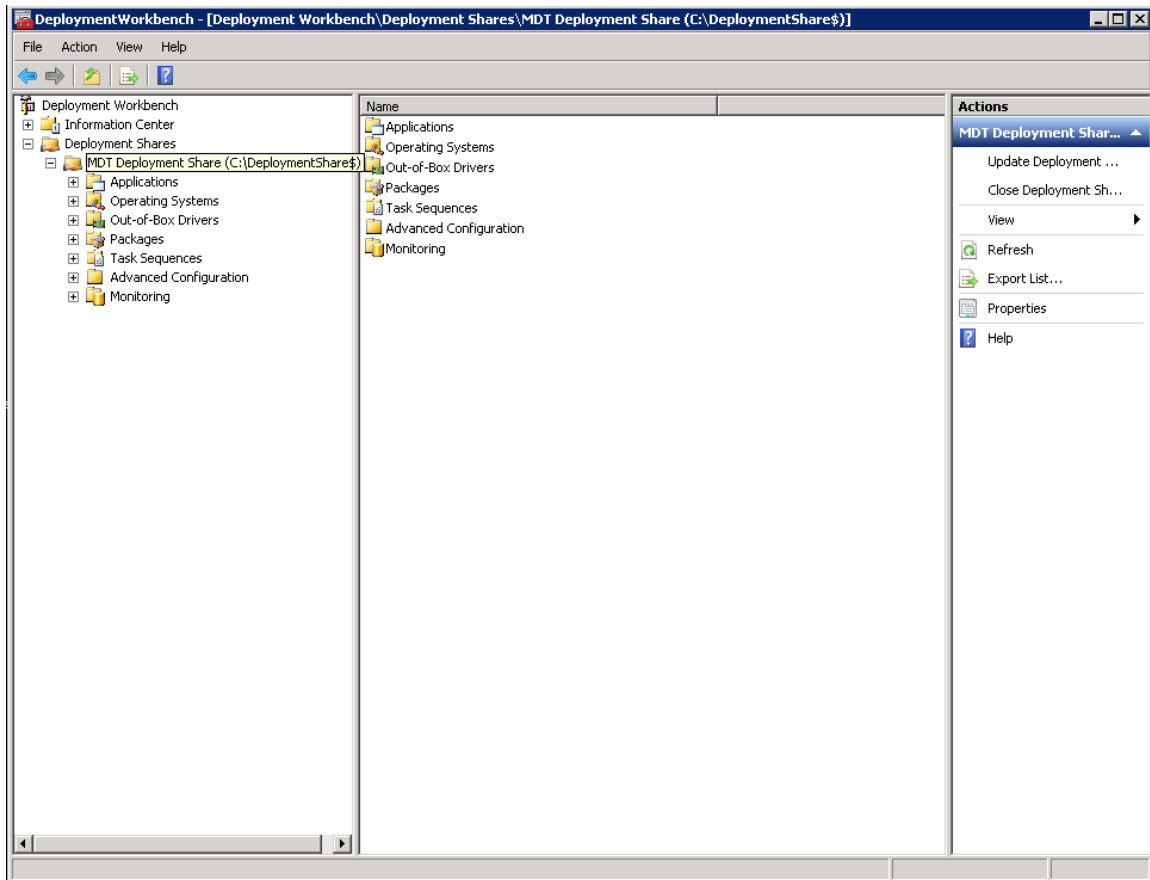 DeploymentWorkbench - [Deployment Workbench\Deployment Shares\MDT Deployment Share (C:\DeploymentShare$)]
File Action View Help
Deployment Workbench
Information Center
Deployment Shares
MDT Deployment Share (C:\DeploymentShare$)
Applications
Operating Systems
Out-of-Box Drivers
Packages
Task Sequences
Advanced Configuration
Monitoring
Name
Applications
Operating Systems
Out-of-Box Drivers
Packages
Task Sequences
Advanced Configuration
Monitoring
Actions
MDT Deployment Shar...
Update Deployment ...
Close Deployment Sh...
View
Refresh
Export List...
Properties
Help